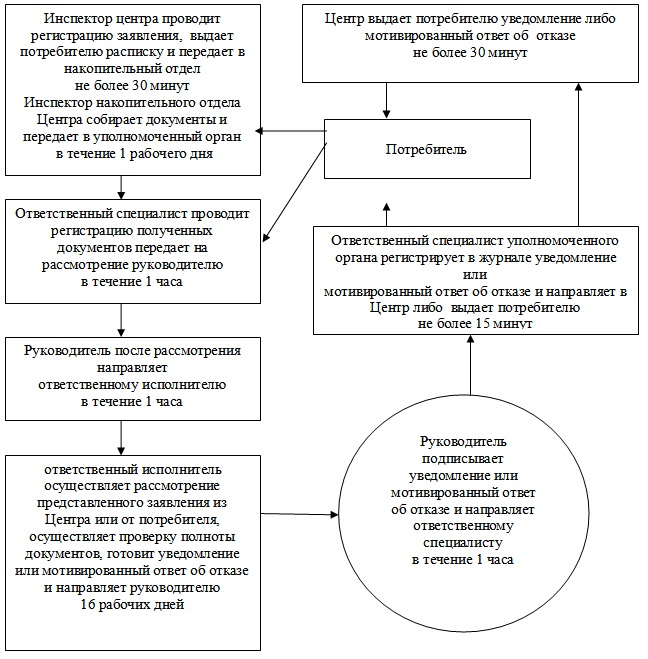 Инспектор центра проводит
регистрацию заявления, выдает
потребителю расписку и передает в
накопительный отдел
не более 30 минут
Инспектор накопительного отдела
Центра собирает документы и
передает в уполномоченный орган
в течение 1 рабочего дня
Центр выдает потребителю уведомление либо
мотивированный ответ об отказе
не более 30 минут
Потребитель
Ответственный специалист проводит
регистрацию полученных
документов передает на
рассмотрение руководителю
в течение 1 часа
Ответственный специалист уполномоченного
органа регистрирует в журнале уведомление
или
мотивированный ответ об отказе и направляет в
Центр либо выдает потребителю
не более 15 минут
Руководитель после рассмотрения
направляет
ответственному исполнителю
в течение 1 часа
ответственный исполнитель
осуществляет рассмотрение
представленного заявления из
Центра или от потребителя,
осуществляет проверку полноты
документов, готовит уведомление
или мотивированный ответ об отказе
и направляет руководителю
16 рабочих дней
Руководитель
подписывает
уведомление или
мотивированный ответ
об отказе и направляет
ответственному
специалисту
в течение 1 часа